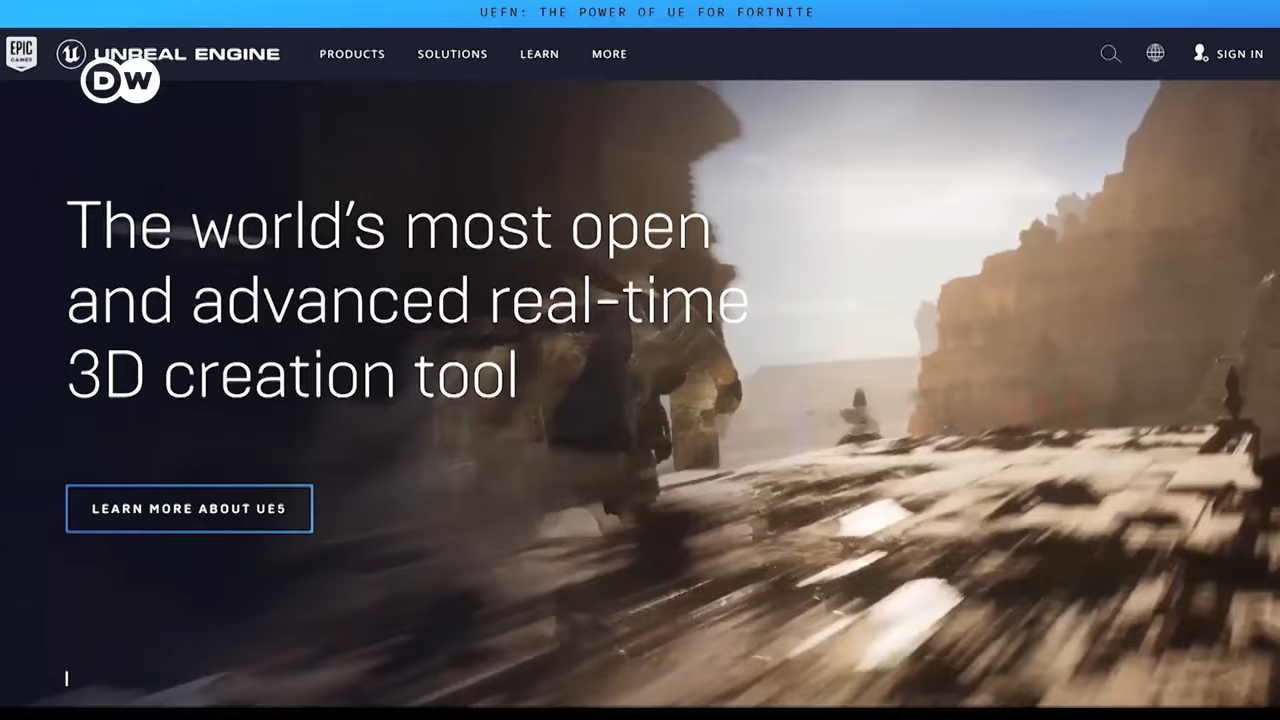 UEFN: THE POWER OF UE FOR FORTNITE
EPIC GAMES UNREAL ENGINE PRODUCTS SOLUTIONS LEARN MORE SIGN IN
DW
The world's most open
and advanced real-time
3D creation tool
LEARN MORE ABOUT UE5